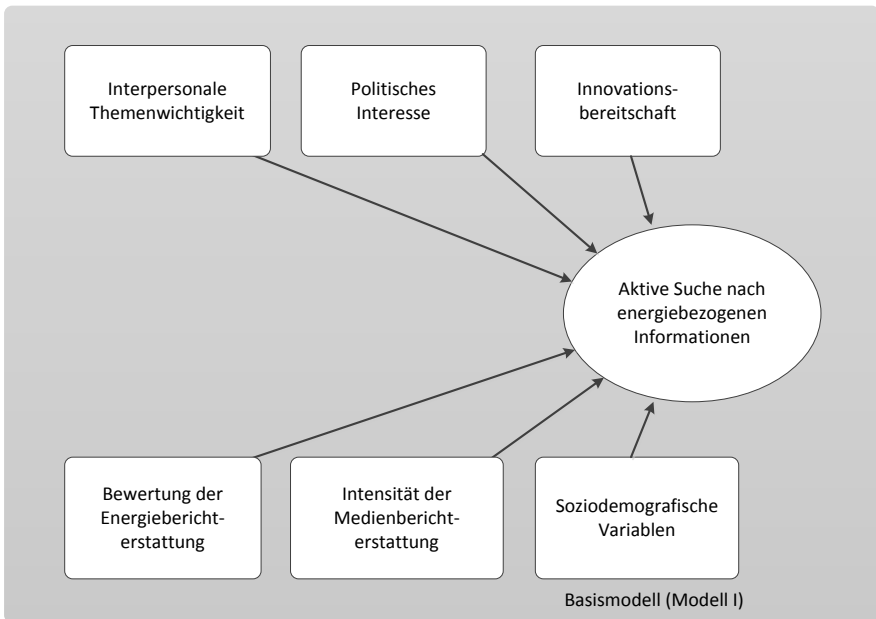 Interpersonale
Themenwichtigkeit
Politisches
Interesse
Innovations-
bereitschaft
Aktive Suche nach
energiebezogenen
Informationen
Bewertung der
Energiebericht-
erstattung
Intensität der
Medienbericht-
erstattung
Soziodemografische
Variablen
Basismodell (Modell I)